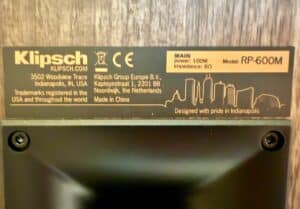 Klipsch
KLIPSCH.COM
3502 Woodview Trace
Indianapolis, IN
Trademarks registered in the
USA and throughout the world
CE
Klipsch Group Europe B.V.,
Kapteynstraat 1, 2201 BB
Noordwijk, the Netherlands
Made in China
MAIN
power: 100W
impedance: 8Ω
Model: RP-600M
Designed with pride in Indianapolis